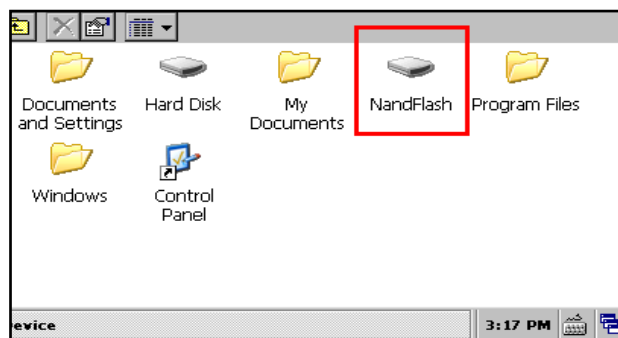 Documents
and Settings
Hard Disk
My
Documents
NandFlash
Program Files
Windows
Control
Panel
evice
3:17 PM